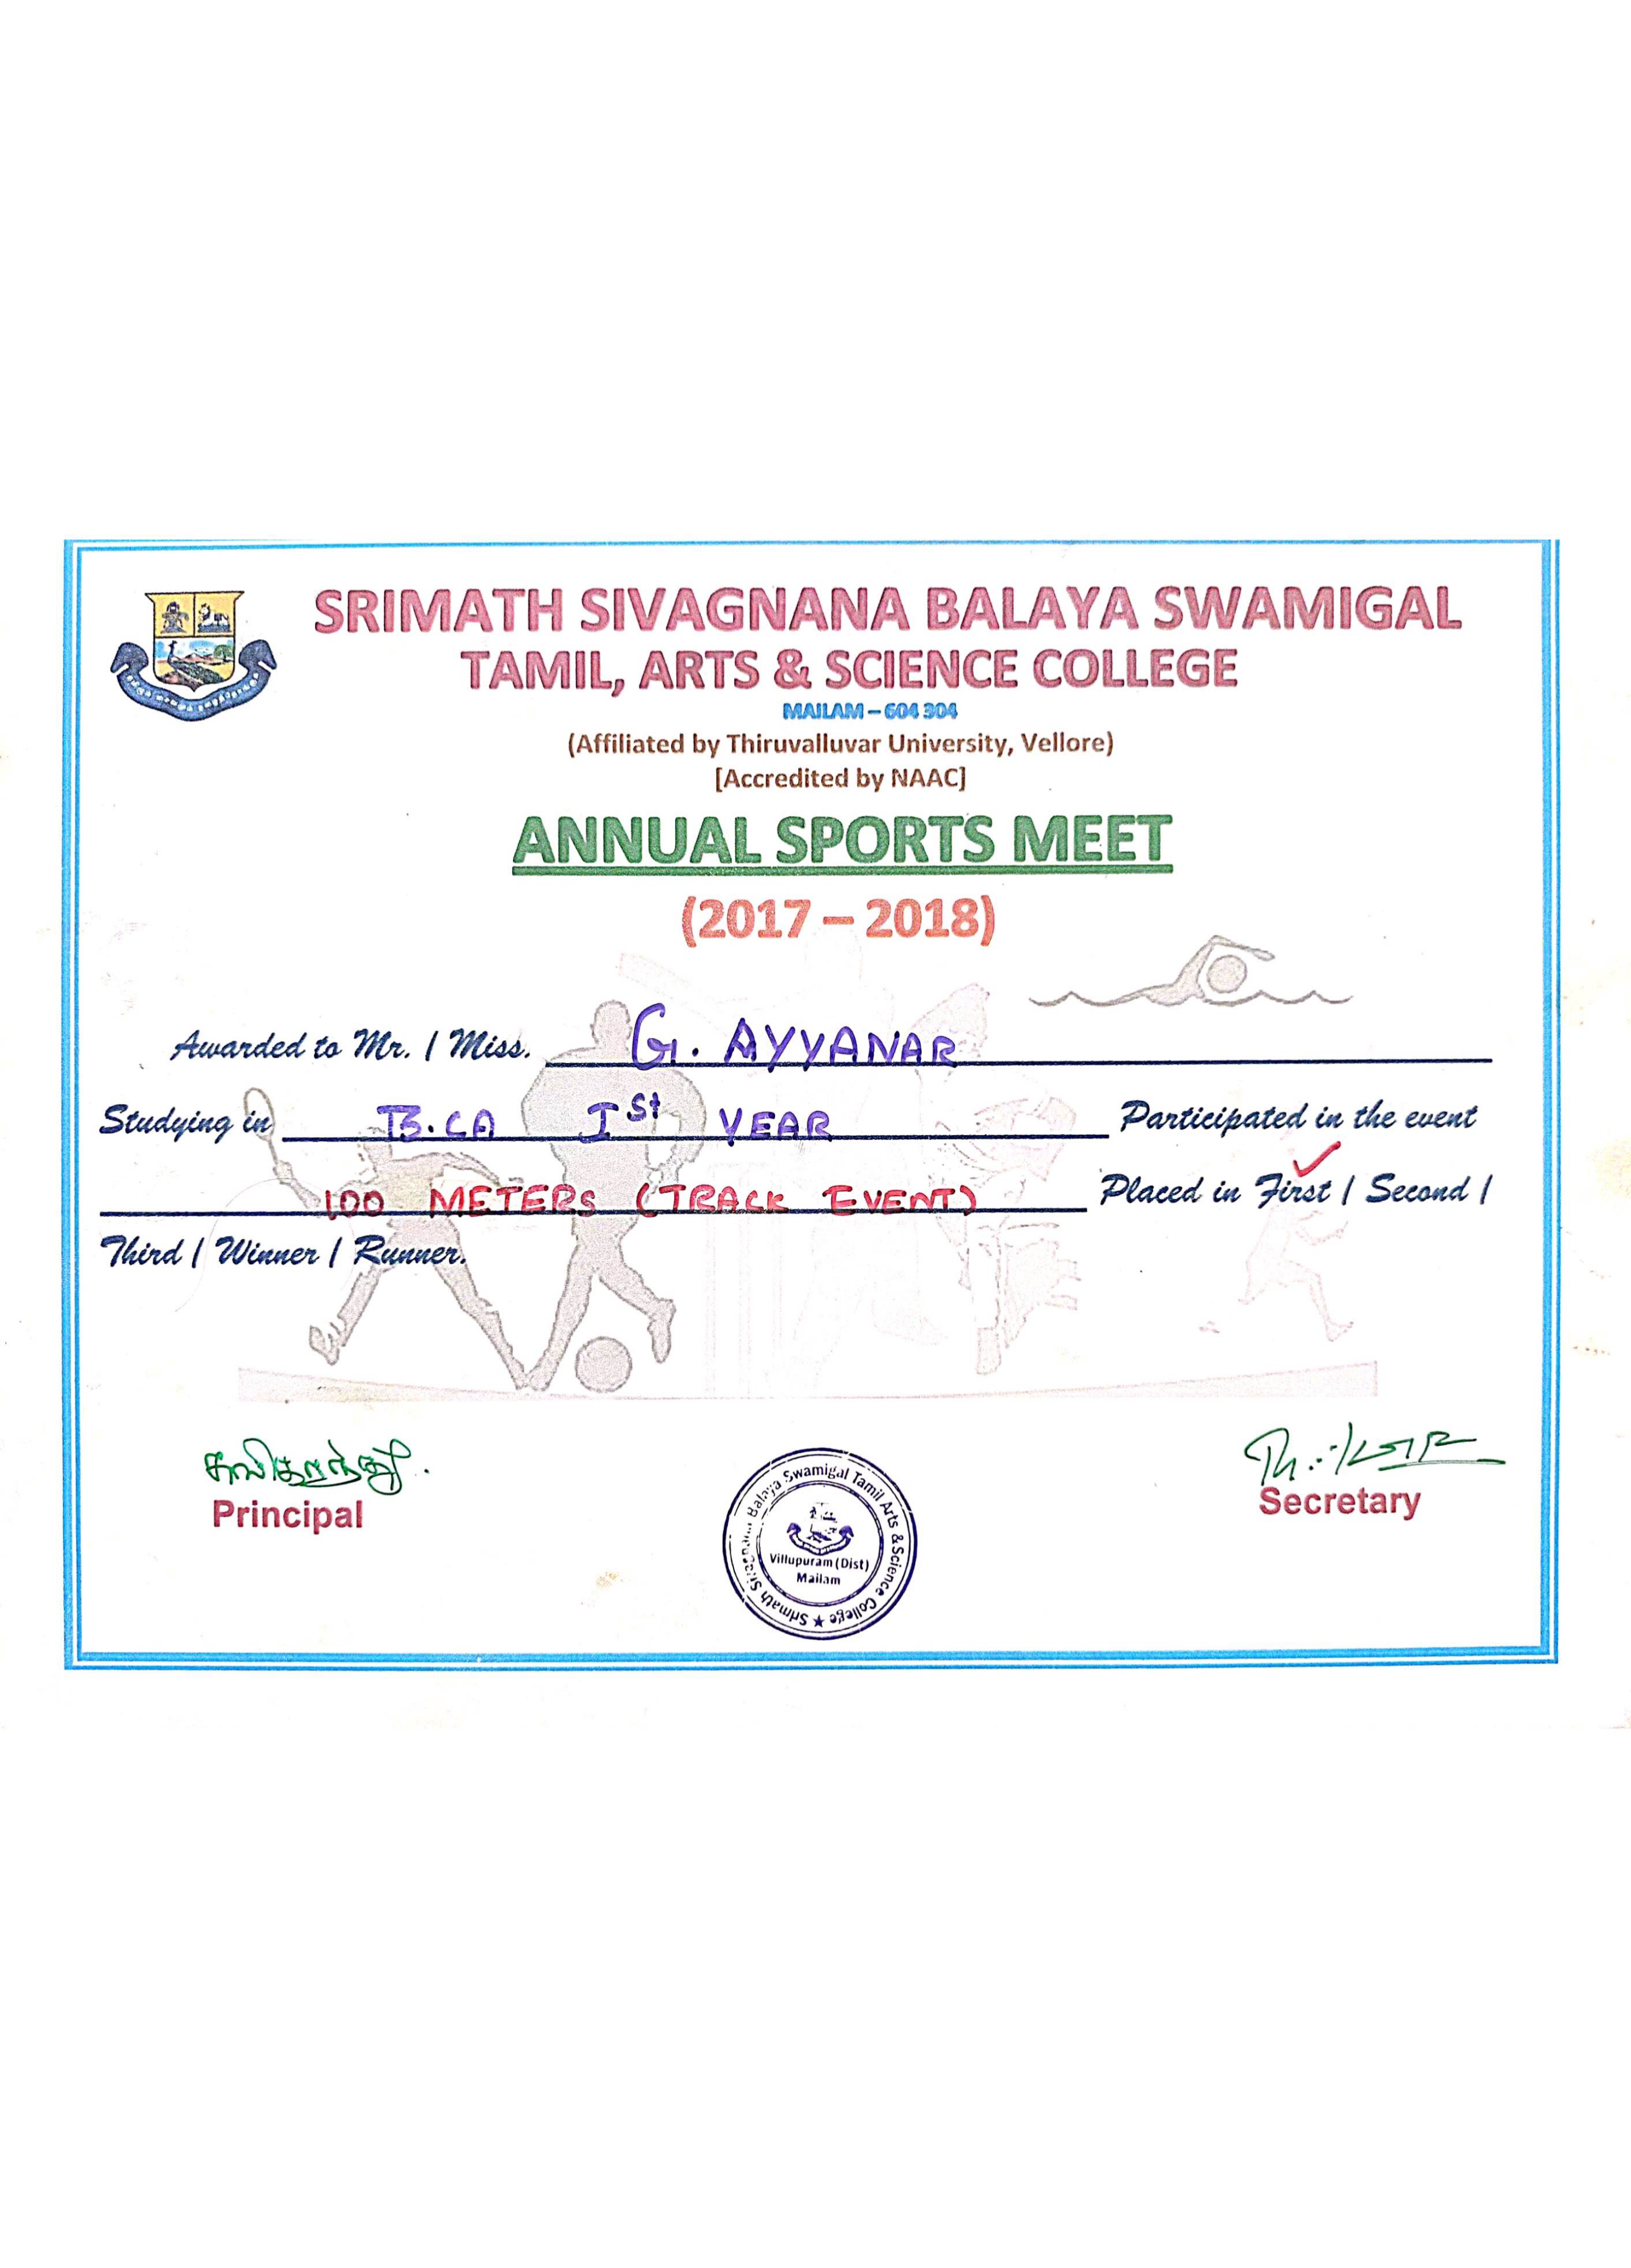 SRIMATH SIVAGNANA BALAYA SWAMIGAL
TAMIL, ARTS & SCIENCE COLLEGE
MAILAM – 604 304
(Affiliated by Thiruvalluvar University, Vellore)
[Accredited by NAAC]
ANNUAL SPORTS MEET
(2017 – 2018)
Awarded to Mr. / Miss. G. AYYANAR
Studying in B.CA Ist YEAR Participated in the event
100 METERS (TRACK EVENT) Placed in First / Second /
Third / Winner / Runner.
Principal
Secretary
Srimath Sivagnana Balaya Swamigal Tamil Arts & Science College ★
Villupuram (Dist)
Mailam